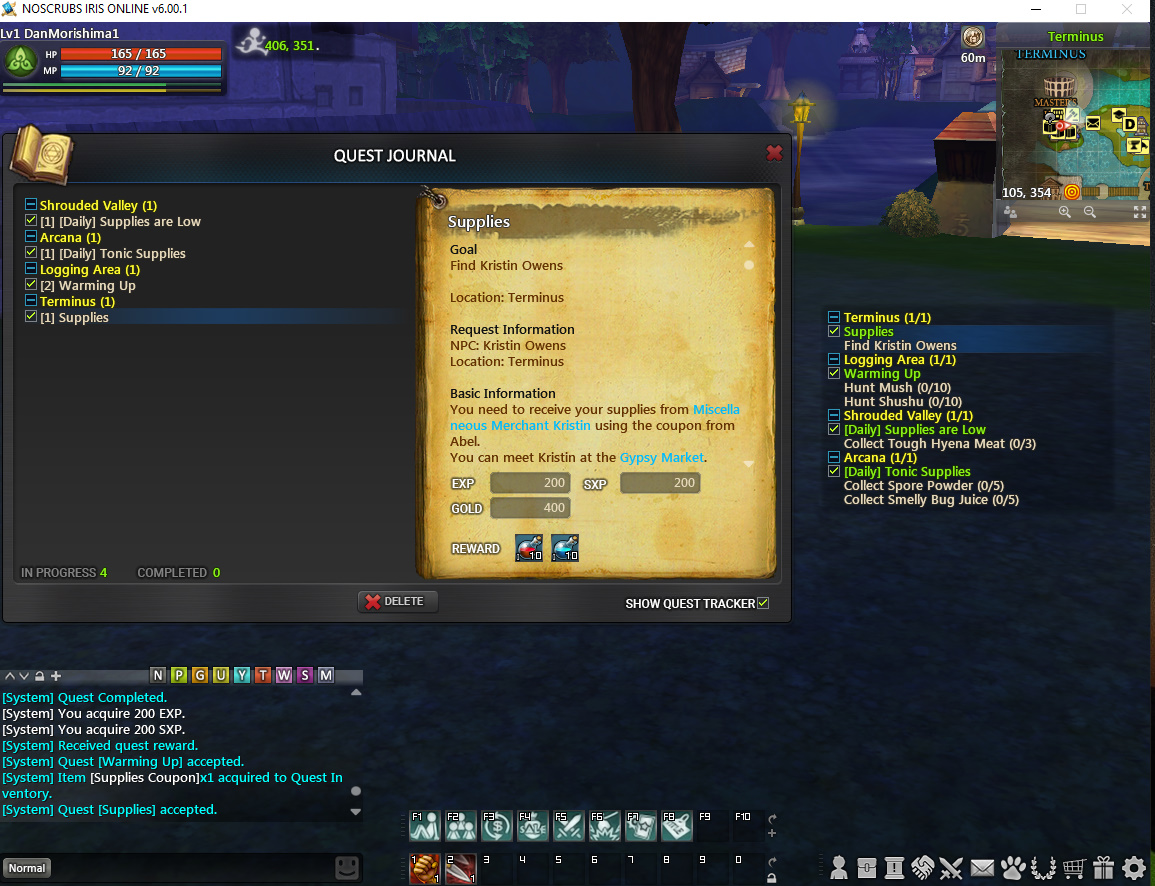 NOSCRUBS IRIS ONLINE v6.00.1
Lv1 DanMorishima1
HP 165 / 165
MP 92 / 92
406, 351 .
60m
Terminus
TERMINUS
MASTER'S
D
105, 354
QUEST JOURNAL
Shrouded Valley (1)
[1] [Daily] Supplies are Low
Arcana (1)
[1] [Daily] Tonic Supplies
Logging Area (1)
[2] Warming Up
Terminus (1)
[1] Supplies
IN PROGRESS 4 COMPLETED 0
Supplies
Goal
Find Kristin Owens
Location: Terminus
Request Information
NPC: Kristin Owens
Location: Terminus
Basic Information
You need to receive your supplies from Miscella
neous Merchant Kristin using the coupon from
Abel.
You can meet Kristin at the Gypsy Market.
EXP 200 SXP 200
GOLD 400
REWARD 10 10
DELETE
SHOW QUEST TRACKER
Terminus (1/1)
Supplies
Find Kristin Owens
Logging Area (1/1)
Warming Up
Hunt Mush (0/10)
Hunt Shushu (0/10)
Shrouded Valley (1/1)
[Daily] Supplies are Low
Collect Tough Hyena Meat (0/3)
Arcana (1/1)
[Daily] Tonic Supplies
Collect Spore Powder (0/5)
Collect Smelly Bug Juice (0/5)
N P G U Y T W S M
[System] Quest Completed.
[System] You acquire 200 EXP.
[System] You acquire 200 SXP.
[System] Received quest reward.
[System] Quest [Warming Up] accepted.
[System] Item [Supplies Coupon]x1 acquired to Quest In
ventory.
[System] Quest [Supplies] accepted.
Normal
F1 F2 F3 F4 F5 F6 F7 F8 F9 F10
SALE
1 2 3 4 5 6 7 8 9 0
1 1